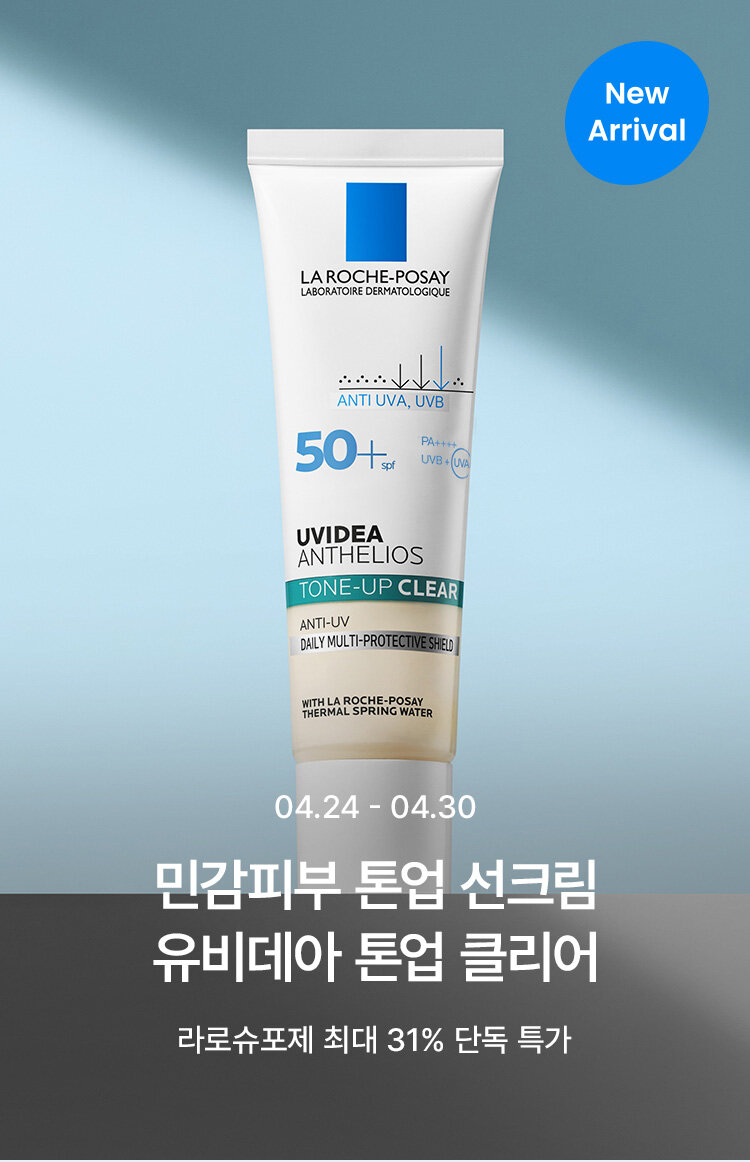 New
Arrival
LA ROCHE-POSAY
LABORATOIRE DERMATOLOGIQUE
ANTI UVA, UVB
50+ spf
PA++++
UVB + UVA
UVIDEA
ANTHELIOS
TONE-UP CLEAR
ANTI-UV
DAILY MULTI-PROTECTIVE SHIELD
WITH LA ROCHE-POSAY
THERMAL SPRING WATER
04.24 - 04.30
민감피부 톤업 선크림
유비데아 톤업 클리어
라로슈포제 최대 31% 단독 특가